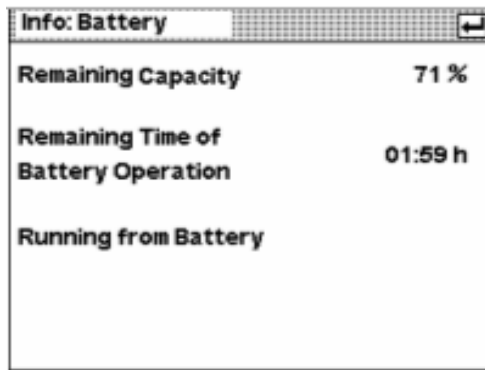 Info: Battery
Remaining Capacity 71 %
Remaining Time of
Battery Operation 01:59 h
Running from Battery